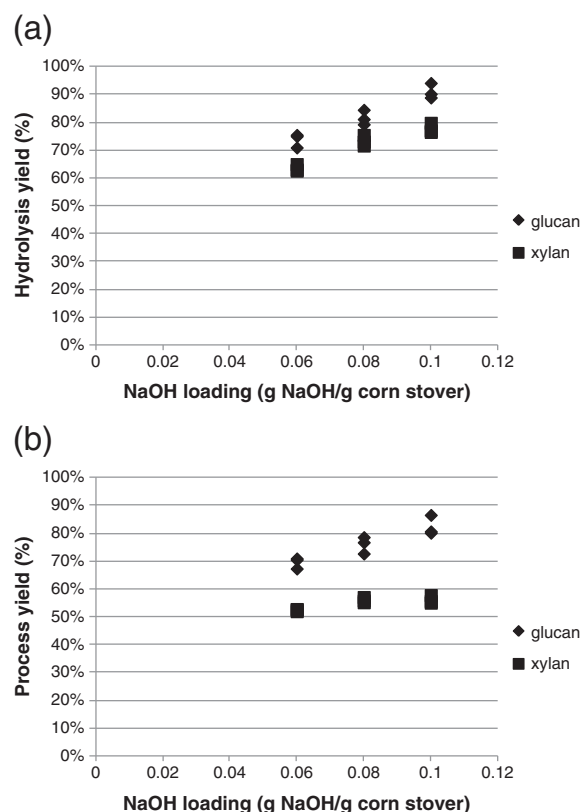 (a)
Hydrolysis yield (%)
100%
90%
80%
70%
60%
50%
40%
30%
20%
10%
0%
0 0.02 0.04 0.06 0.08 0.1 0.12
NaOH loading (g NaOH/g corn stover)
glucan
xylan
(b)
Process yield (%)
100%
90%
80%
70%
60%
50%
40%
30%
20%
10%
0%
0 0.02 0.04 0.06 0.08 0.1 0.12
NaOH loading (g NaOH/g corn stover)
glucan
xylan